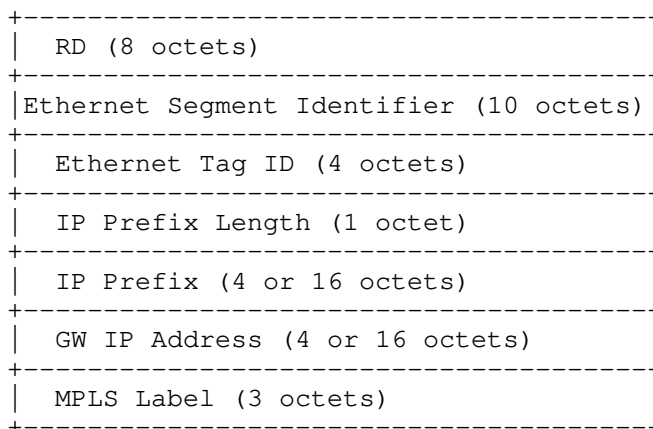 +---------------------------------------
| RD (8 octets)
+---------------------------------------
|Ethernet Segment Identifier (10 octets)
+---------------------------------------
| Ethernet Tag ID (4 octets)
+---------------------------------------
| IP Prefix Length (1 octet)
+---------------------------------------
| IP Prefix (4 or 16 octets)
+---------------------------------------
| GW IP Address (4 or 16 octets)
+---------------------------------------
| MPLS Label (3 octets)
+---------------------------------------